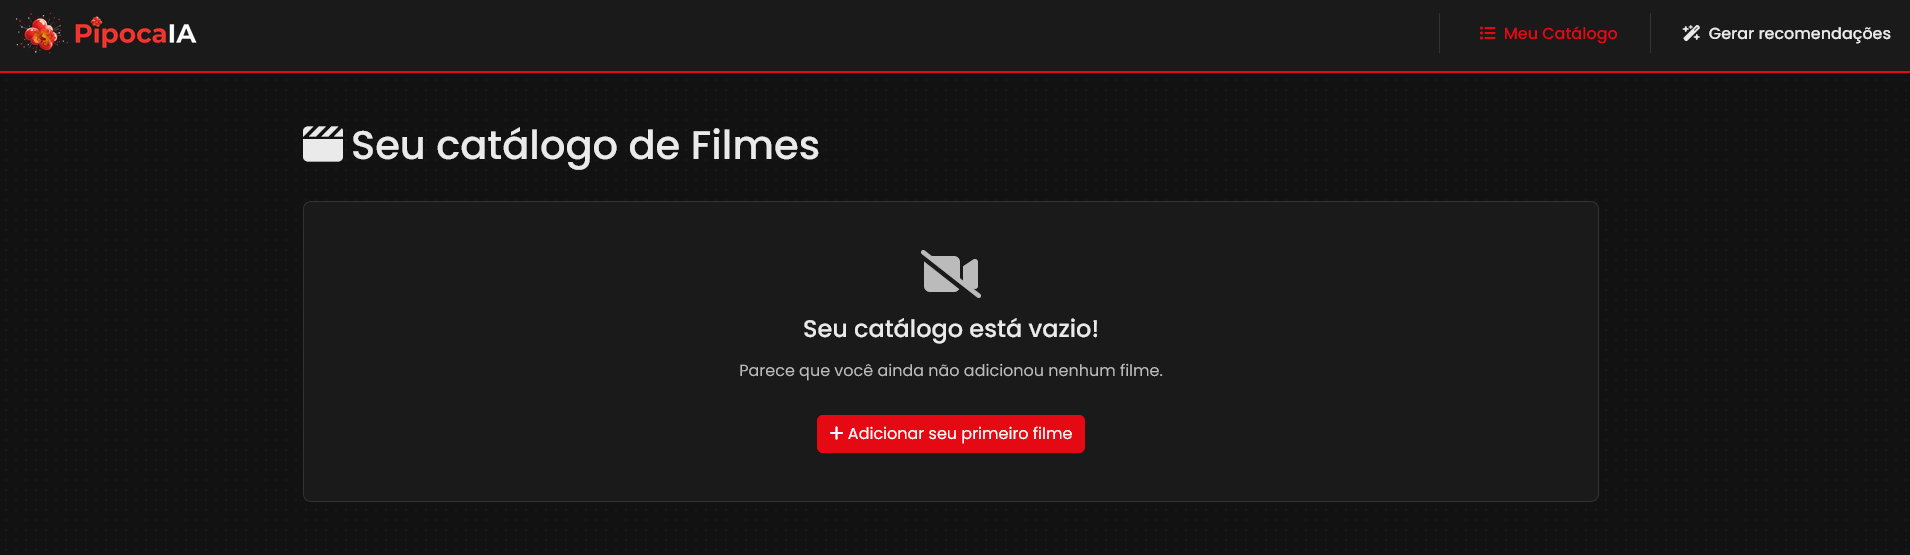 PipocaIA
Meu Catálogo
Gerar recomendações
Seu catálogo de Filmes
Seu catálogo está vazio!
Parece que você ainda não adicionou nenhum filme.
+ Adicionar seu primeiro filme